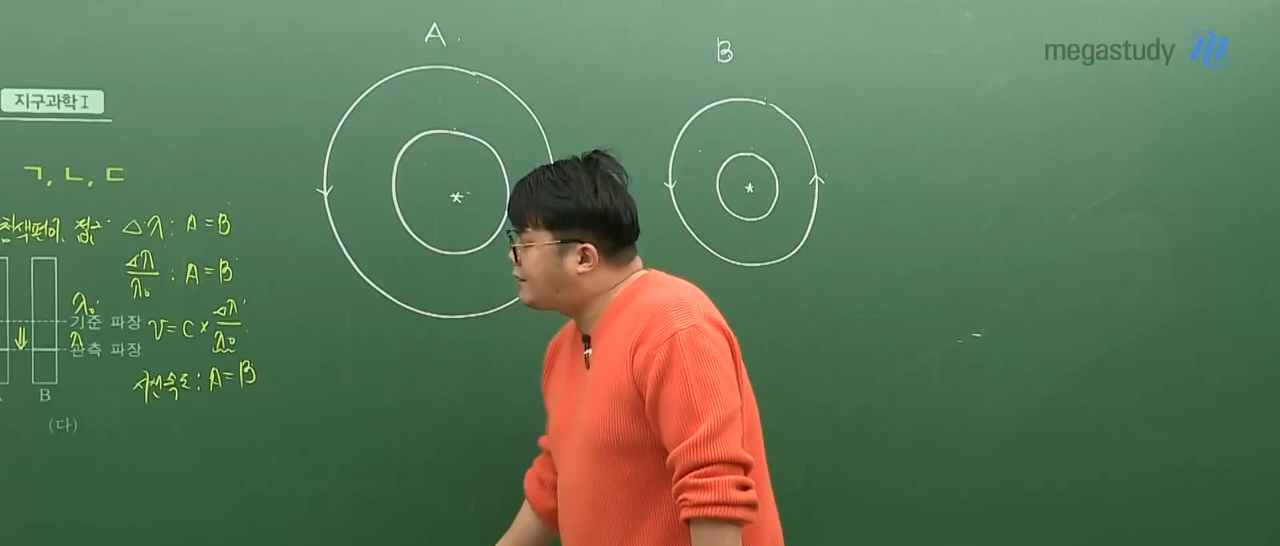 A
B
megastudy
지구과학 I
ㄱ, ㄴ, ㄷ
청색편이, 접근 Δλ : A = B
Δλ/λ₀ : A = B
λ₀
기준 파장
λ
관측 파장
v = c × Δλ/λ₀
시선속도 : A = B
B
(다)